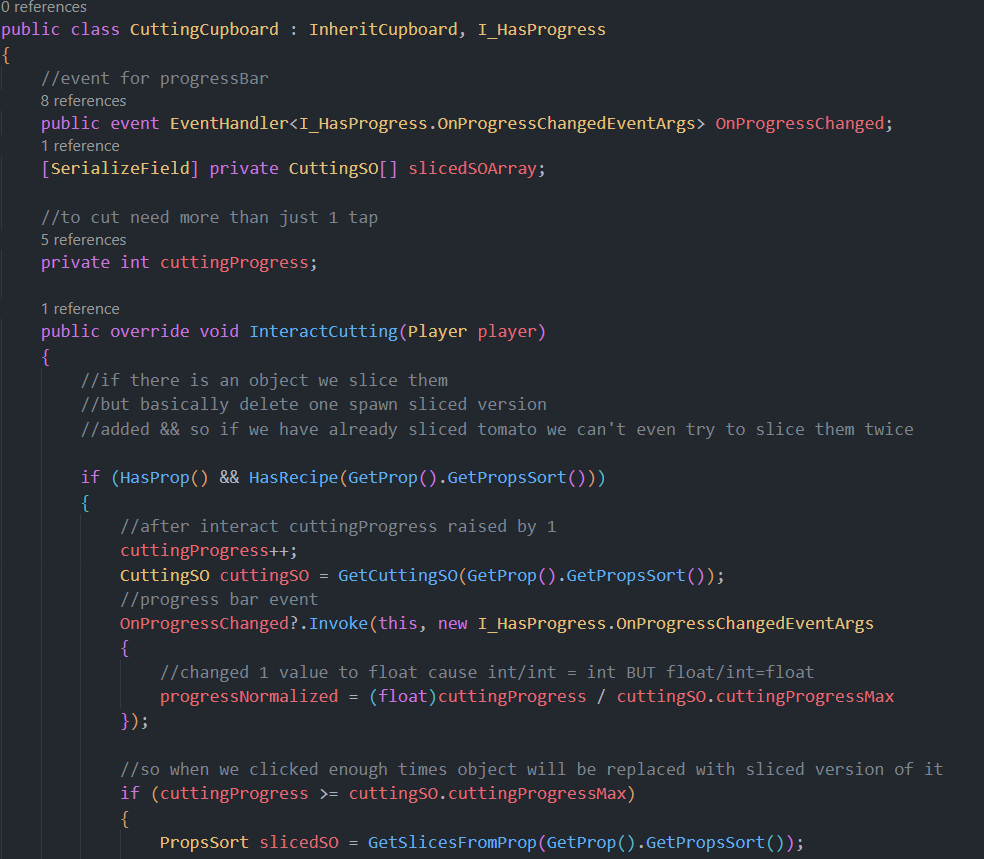 0 references
public class CuttingCupboard : InheritCupboard, I_HasProgress
{
//event for progressBar
8 references
public event EventHandler<I_HasProgress.OnProgressChangedEventArgs> OnProgressChanged;
1 reference
[SerializeField] private CuttingSO[] slicedSOArray;
//to cut need more than just 1 tap
5 references
private int cuttingProgress;
1 reference
public override void InteractCutting(Player player)
{
//if there is an object we slice them
//but basically delete one spawn sliced version
//added && so if we have already sliced tomato we can't even try to slice them twice
if (HasProp() && HasRecipe(GetProp().GetPropsSort()))
{
//after interact cuttingProgress raised by 1
cuttingProgress++;
CuttingSO cuttingSO = GetCuttingSO(GetProp().GetPropsSort());
//progress bar event
OnProgressChanged?.Invoke(this, new I_HasProgress.OnProgressChangedEventArgs
{
//changed 1 value to float cause int/int = int BUT float/int=float
progressNormalized = (float)cuttingProgress / cuttingSO.cuttingProgressMax
});
//so when we clicked enough times object will be replaced with sliced version of it
if (cuttingProgress >= cuttingSO.cuttingProgressMax)
{
PropsSort slicedSO = GetSlicesFromProp(GetProp().GetPropsSort());